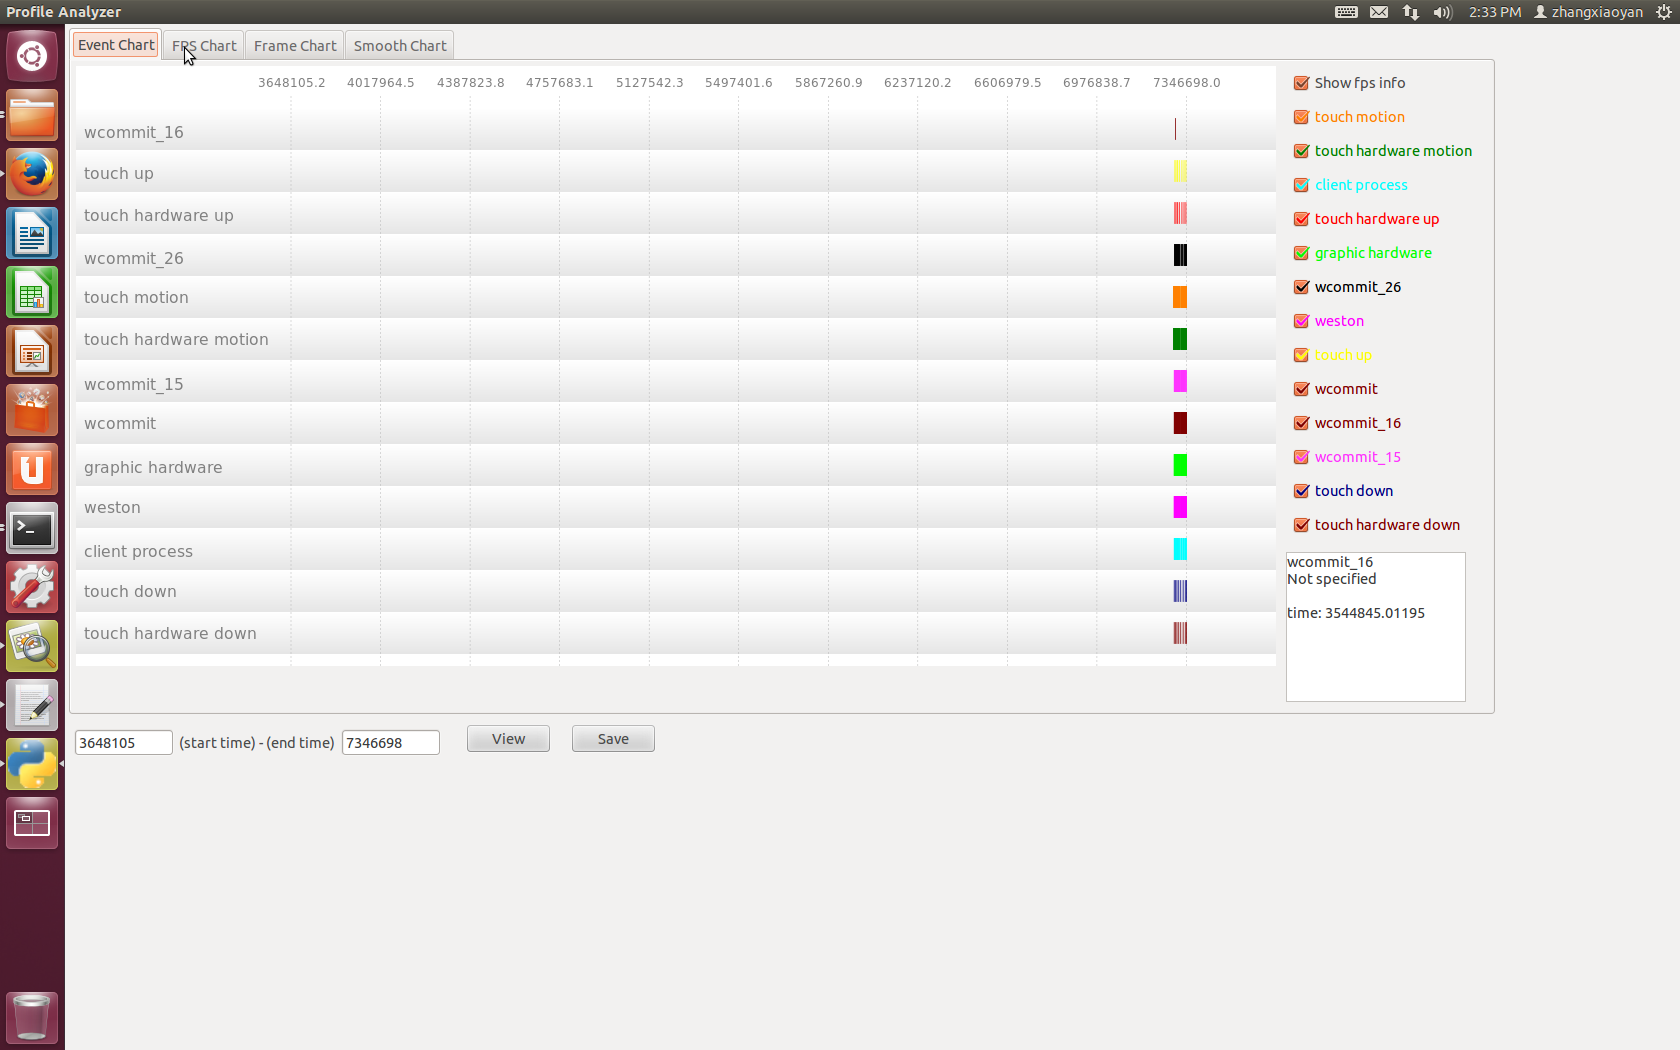 Profile Analyzer
2:33 PM zhangxiaoyan
Event Chart FPS Chart Frame Chart Smooth Chart
3648105.2 4017964.5 4387823.8 4757683.1 5127542.3 5497401.6 5867260.9 6237120.2 6606979.5 6976838.7 7346698.0
wcommit_16
touch up
touch hardware up
wcommit_26
touch motion
touch hardware motion
wcommit_15
wcommit
graphic hardware
weston
client process
touch down
touch hardware down
Show fps info
touch motion
touch hardware motion
client process
touch hardware up
graphic hardware
wcommit_26
weston
touch up
wcommit
wcommit_16
wcommit_15
touch down
touch hardware down
wcommit_16
Not specified
time: 3544845.01195
3648105 (start time) - (end time) 7346698 View Save